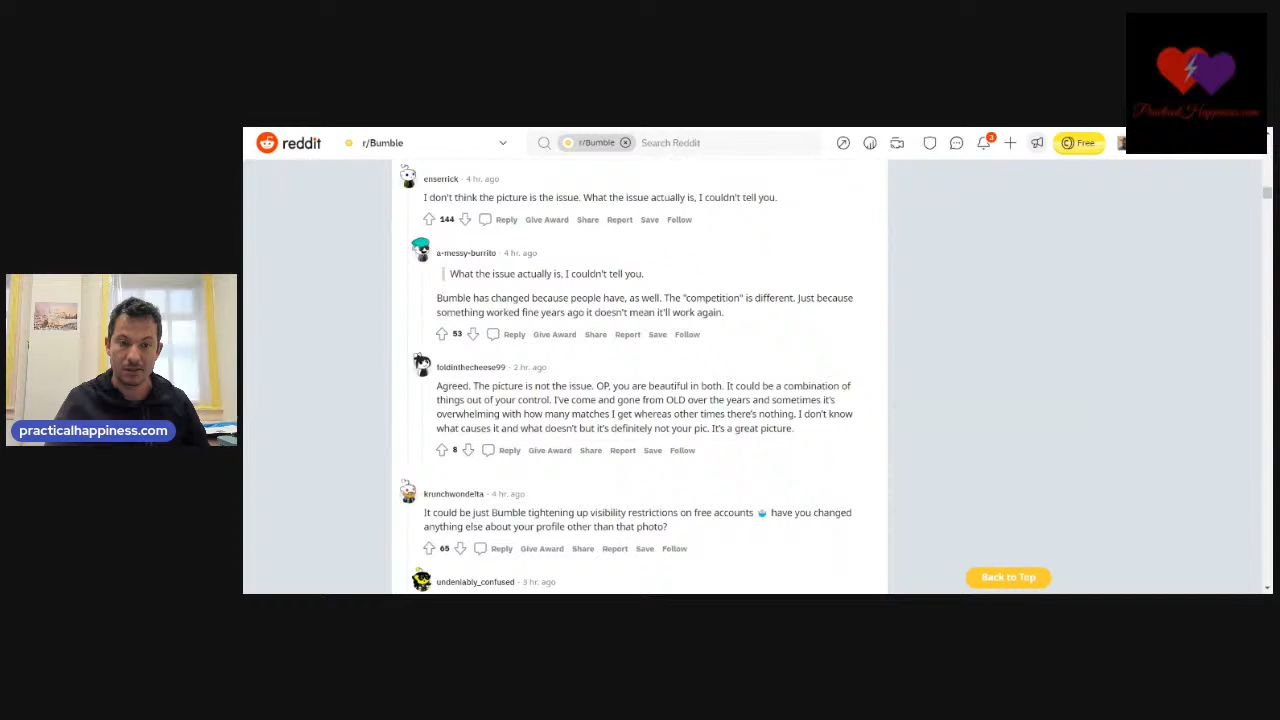 PracticalHappiness.com
reddit
r/Bumble
r/Bumble
Search Reddit
3
Free
enserrick · 4 hr. ago
I don't think the picture is the issue. What the issue actually is, I couldn't tell you.
144 Reply Give Award Share Report Save Follow
a-messy-burrito · 4 hr. ago
What the issue actually is, I couldn't tell you.
Bumble has changed because people have, as well. The "competition" is different. Just because
something worked fine years ago it doesn't mean it'll work again.
53 Reply Give Award Share Report Save Follow
foldinthecheese99 · 2 hr. ago
Agreed. The picture is not the issue. OP, you are beautiful in both. It could be a combination of
things out of your control. I've come and gone from OLD over the years and sometimes it's
overwhelming with how many matches I get whereas other times there's nothing. I don't know
what causes it and what doesn't but it's definitely not your pic. It's a great picture.
8 Reply Give Award Share Report Save Follow
krunchwondelta · 4 hr. ago
It could be just Bumble tightening up visibility restrictions on free accounts have you changed
anything else about your profile other than that photo?
65 Reply Give Award Share Report Save Follow
undeniably_confused · 3 hr. ago
Back to Top
practicalhappiness.com